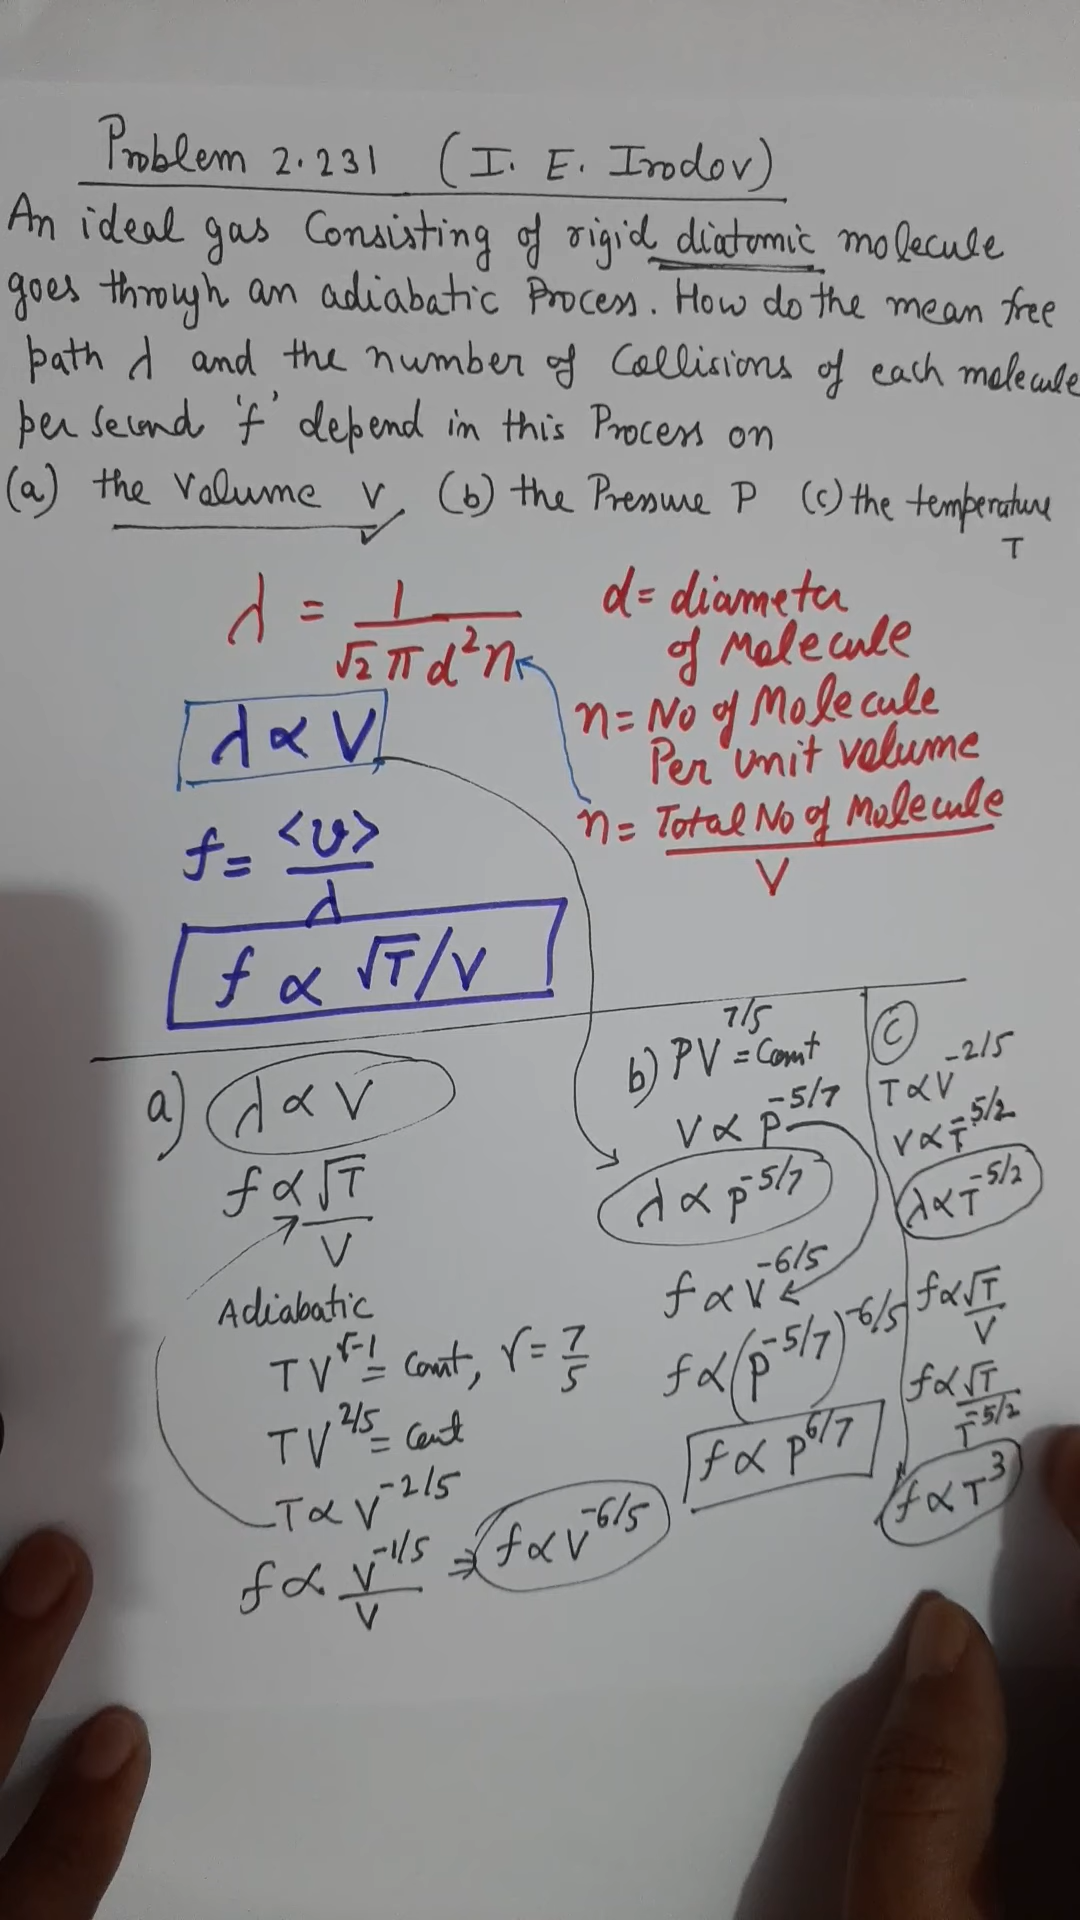 Problem 2.231 (I. E. Irodov)
An ideal gas Consisting of rigid diatomic molecule
goes through an adiabatic Process. How do the mean free
path λ and the number of Collisions of each molecule
per second 'f' depend in this Process on
(a) the Volume V (b) the Pressure P (c) the temperature
T
λ = 1/√2 π d²n
d = diameter
of Molecule
n = No of Molecule
Per unit volume
n = Total No of Molecule / V
λ ∝ V
f = <v>/λ
f ∝ √T/V
a) λ ∝ V
f ∝ √T/V
Adiabatic
TV^γ-1 = Const, γ = 7/5
TV^2/5 = Const
T ∝ V^-2/5
f ∝ V^-1/5/V ⇒ f ∝ V^-6/5
b) PV^7/5 = Const
V ∝ P^-5/7
λ ∝ P^-5/7
f ∝ V^-6/5
f ∝ (P^-5/7)^-6/5
f ∝ P^6/7
(C)
T ∝ V^-2/5
V ∝ T^-5/2
λ ∝ T^-5/2
f ∝ √T/V
f ∝ √T/T^-5/2
f ∝ T^3